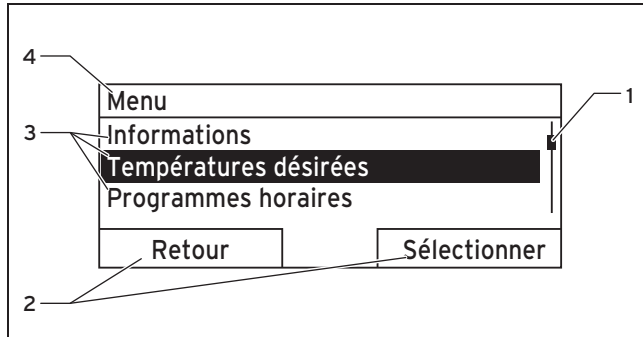 4
Menu
1
3
Informations
Températures désirées
Programmes horaires
Retour
Sélectionner
2